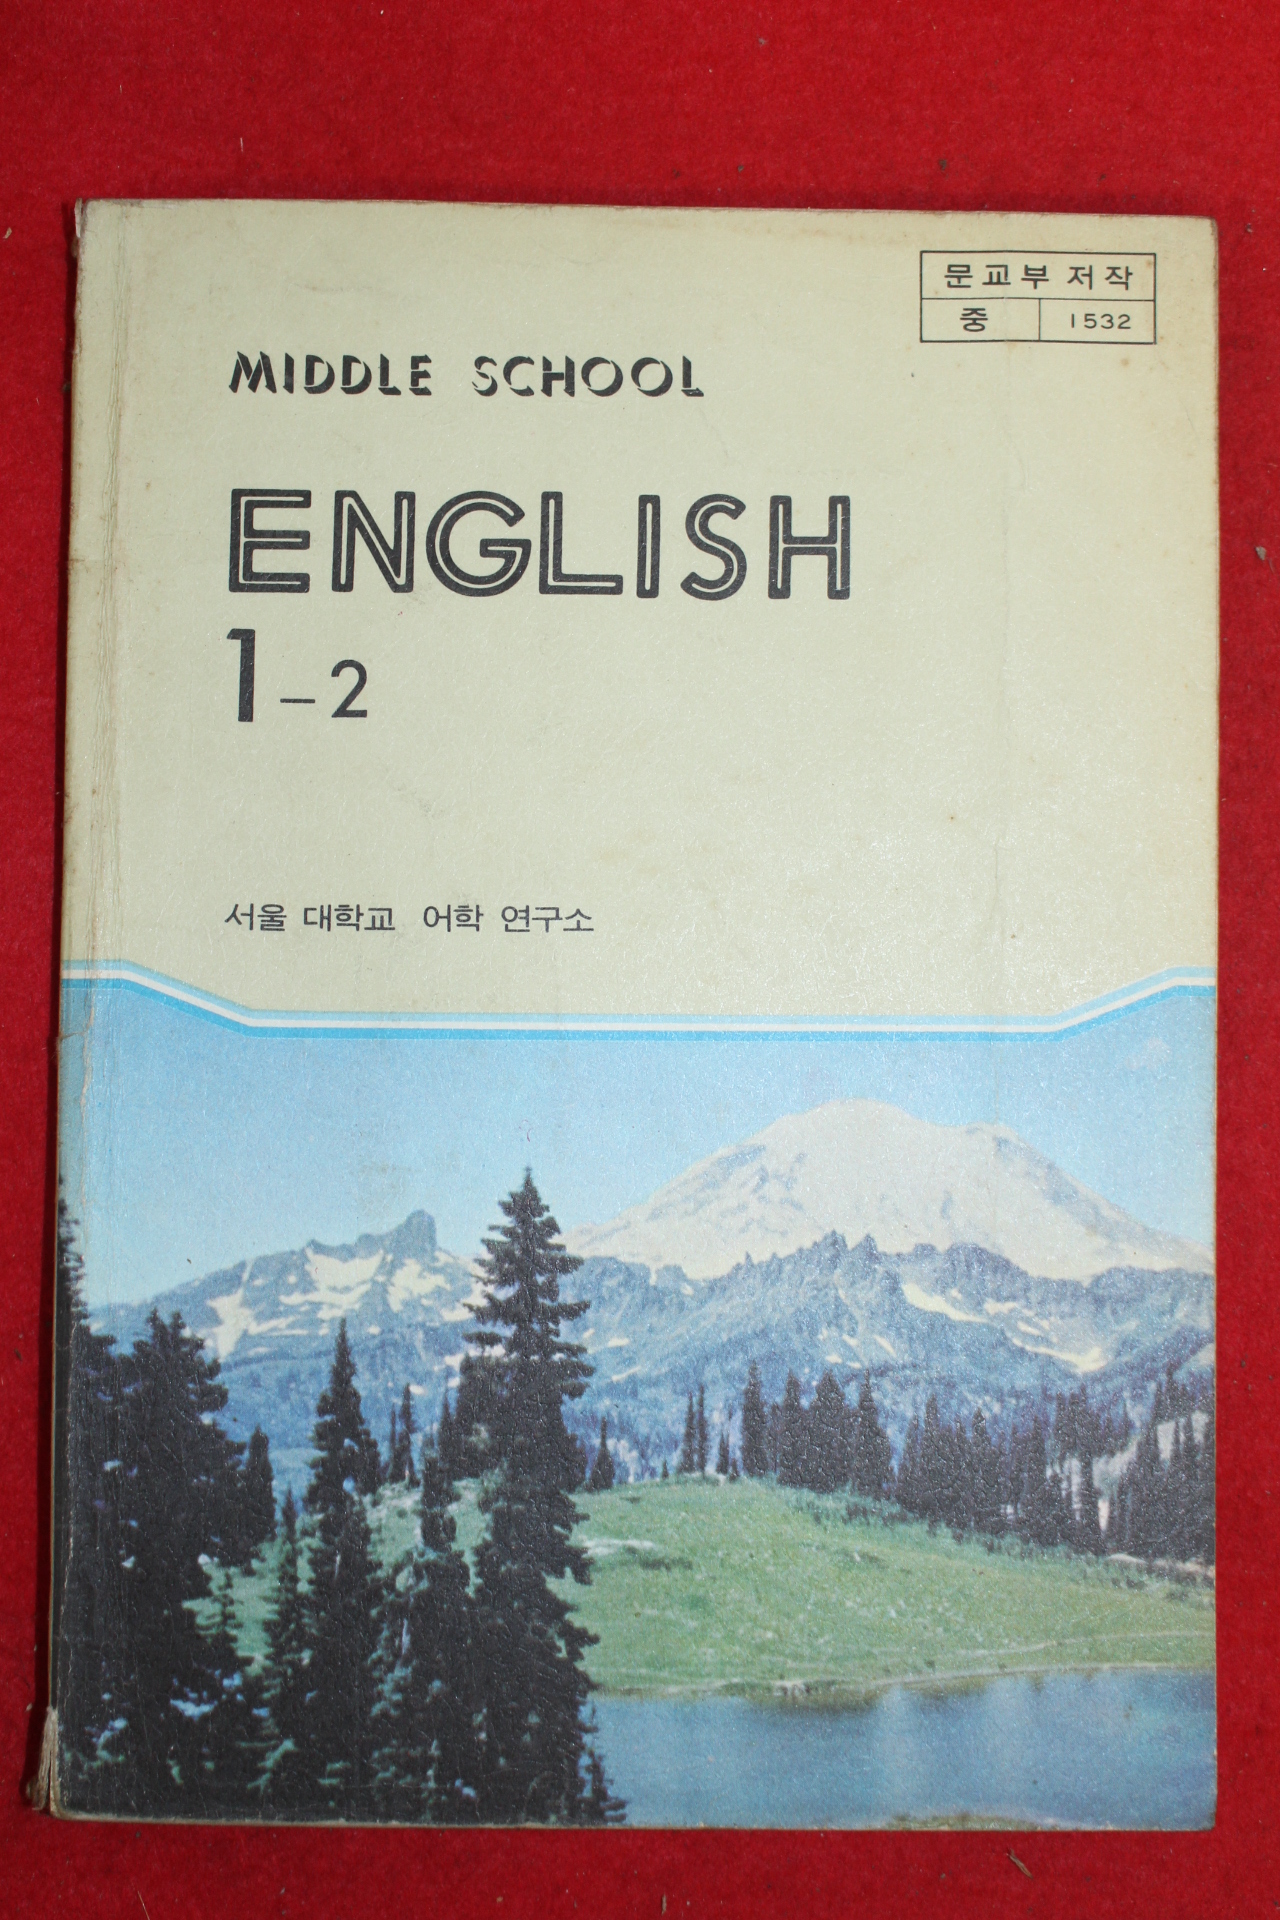 문교부 저작
중 1532
MIDDLE SCHOOL
ENGLISH
1-2
서울 대학교 어학 연구소